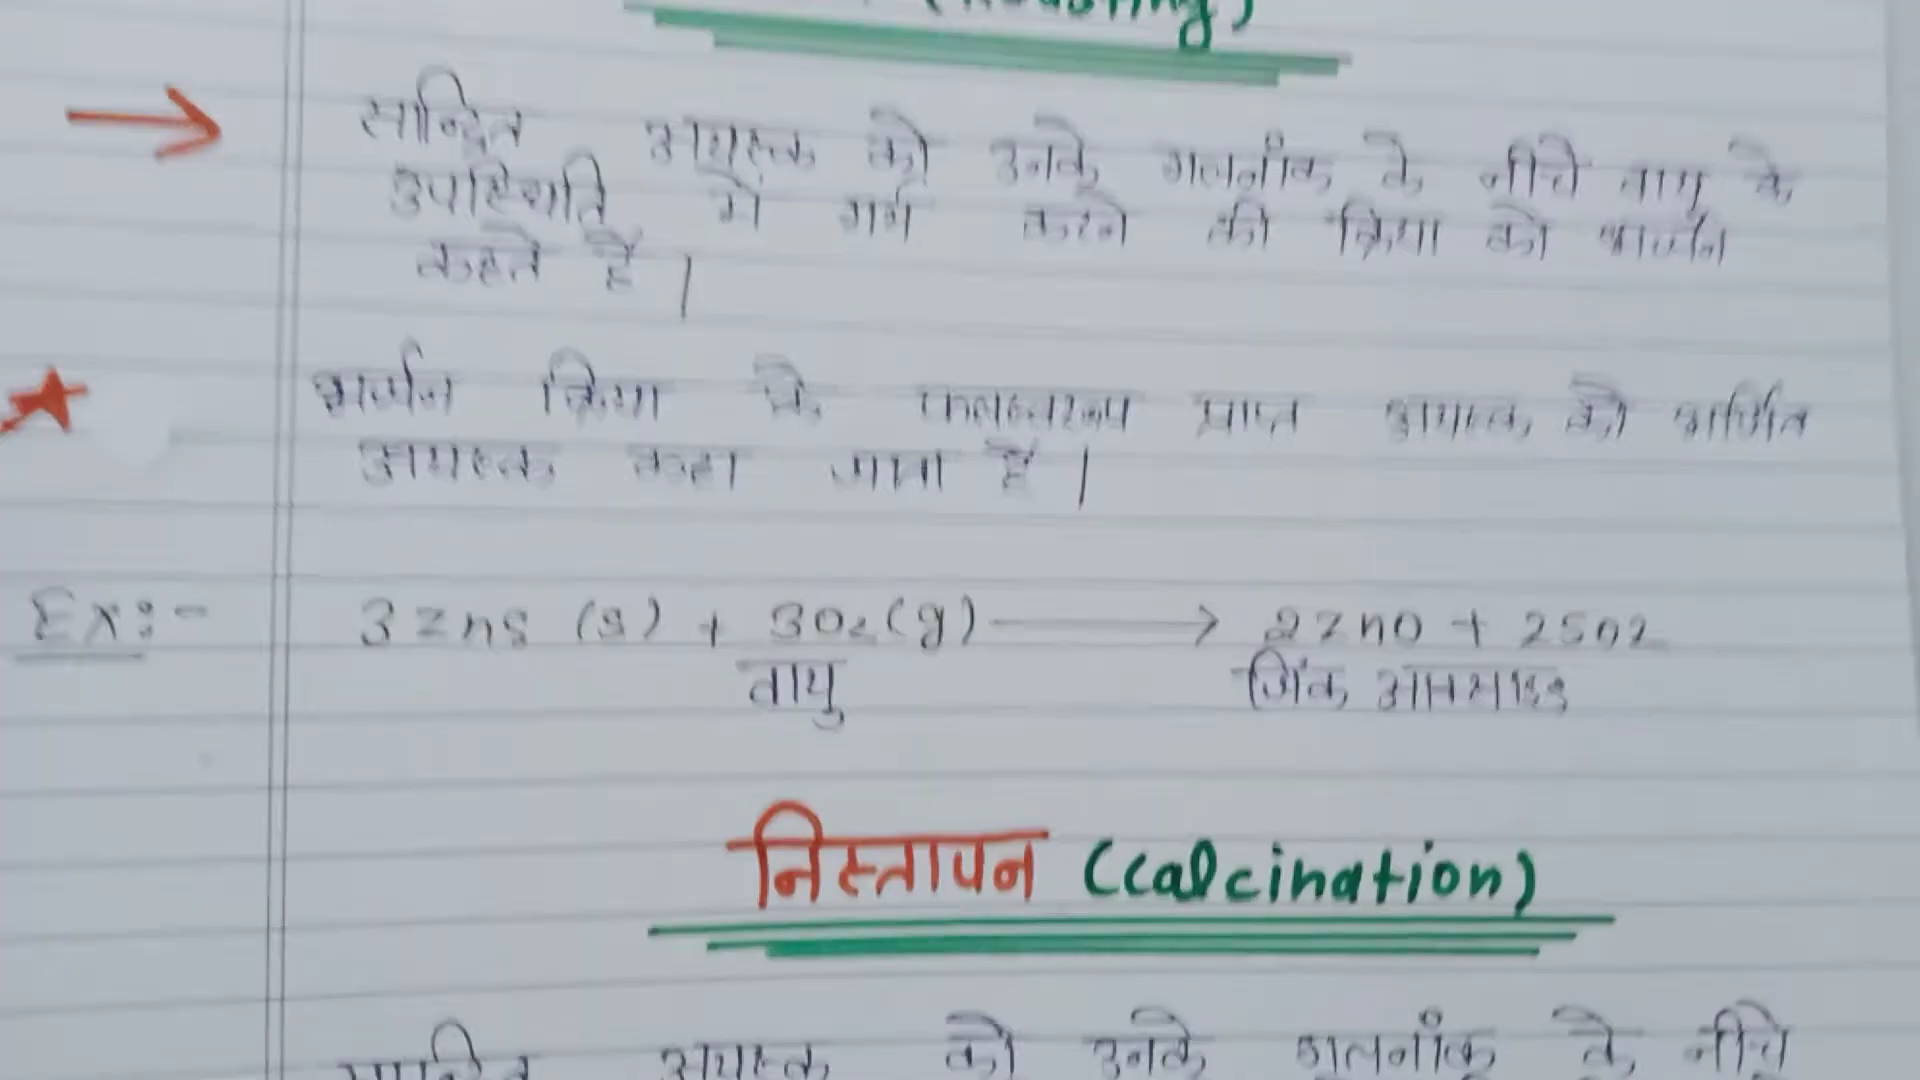 (Roasting)
सान्द्रित अयस्क को उनके गलनांक के नीचे वायु के
उपस्थिति में गर्म करने की क्रिया को भर्जन
कहते हैं |
भर्जन क्रिया के फलस्वरूप प्राप्त अयस्क को भर्जित
अयस्क कहा जाता है |
Ex:- 3zns (s) + 3O2(g) ⟶ 2zno + 2SO2
वायु जिंक आक्साइड
निस्तापन (calcination)
सान्द्रित अयस्क को उनके गलनांक के नीचे